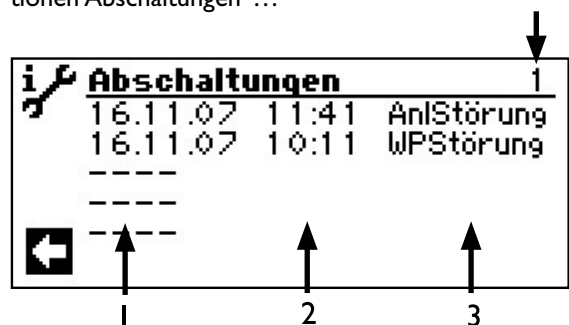 tionen Abschaltungen" …
i Abschaltungen 1
16.11.07 11:41 AnlStörung
16.11.07 10:11 WPStörung
----
----
----
1 2 3